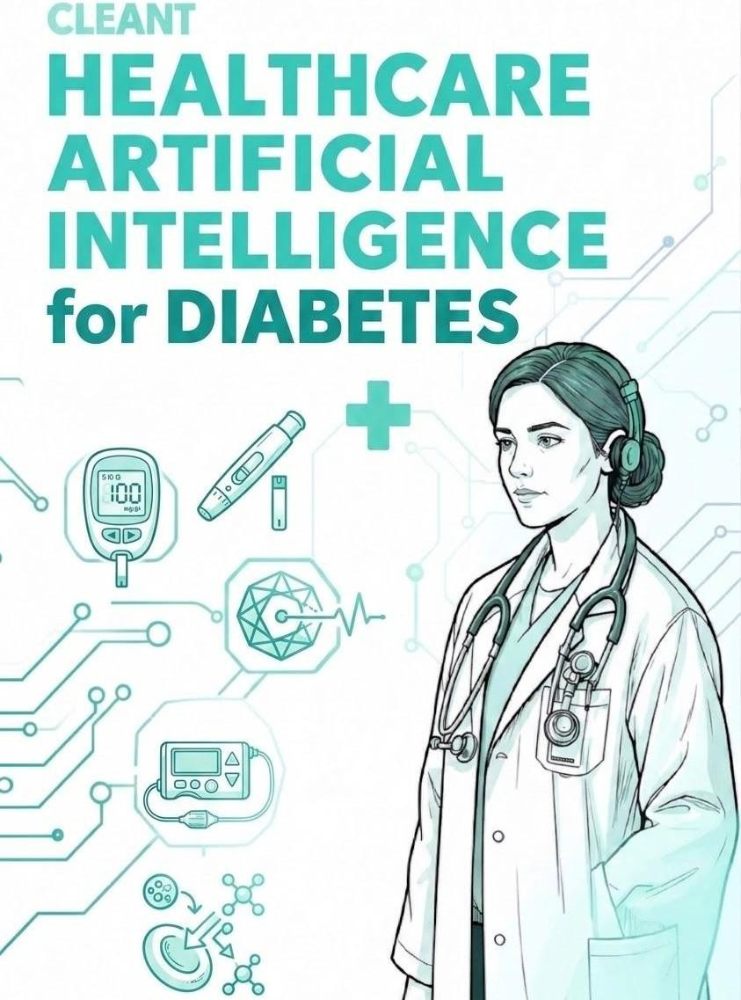 CLEANT
HEALTHCARE
ARTIFICIAL
INTELLIGENCE
for DIABETES
100